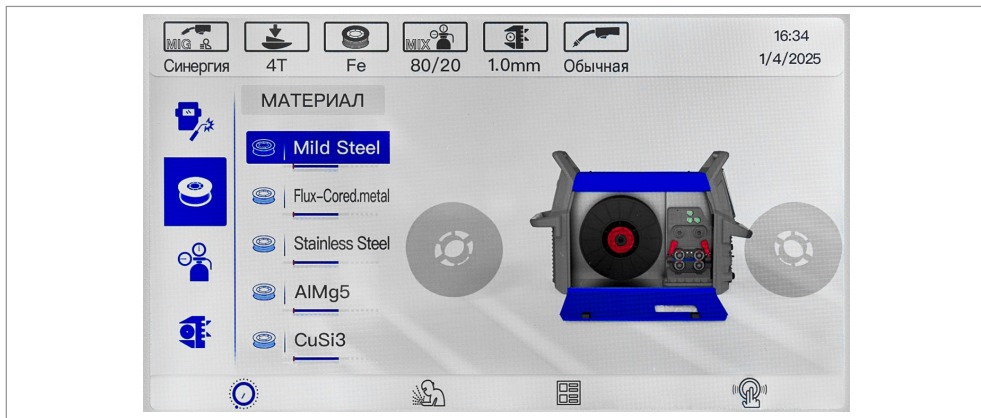 MIG
MIX
Синергия 4T Fe 80/20 1.0mm Обычная
16:34
1/4/2025
МАТЕРИАЛ
Mild Steel
Flux-Cored.metal
Stainless Steel
AlMg5
CuSi3